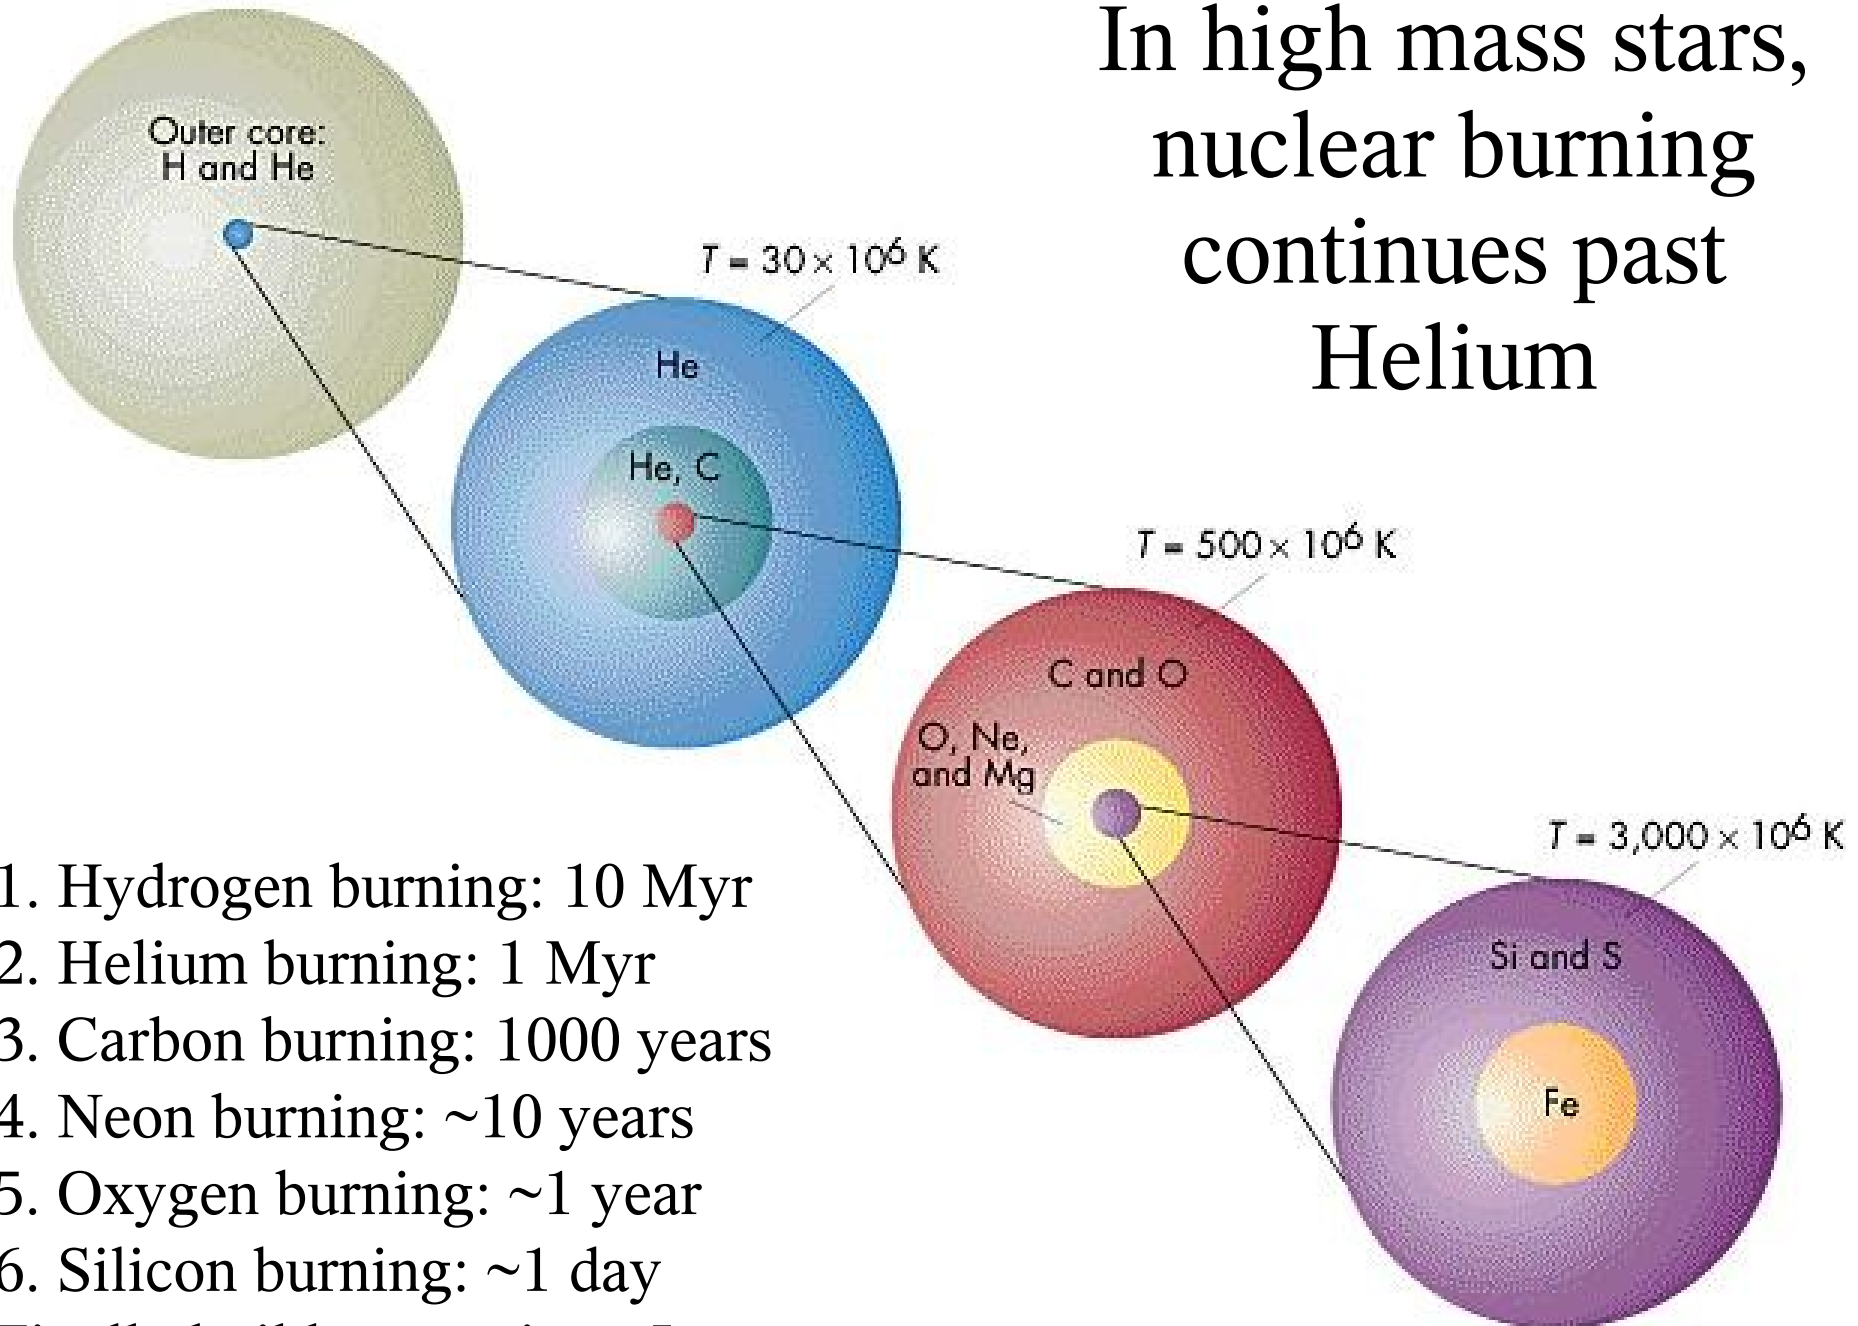 In high mass stars,
nuclear burning
continues past
Helium
Outer core:
H and He
T = 30 × 10⁶ K
He
He, C
T = 500 × 10⁶ K
C and O
O, Ne,
and Mg
T = 3,000 × 10⁶ K
Si and S
Fe
1. Hydrogen burning: 10 Myr
2. Helium burning: 1 Myr
3. Carbon burning: 1000 years
4. Neon burning: ~10 years
5. Oxygen burning: ~1 year
6. Silicon burning: ~1 day